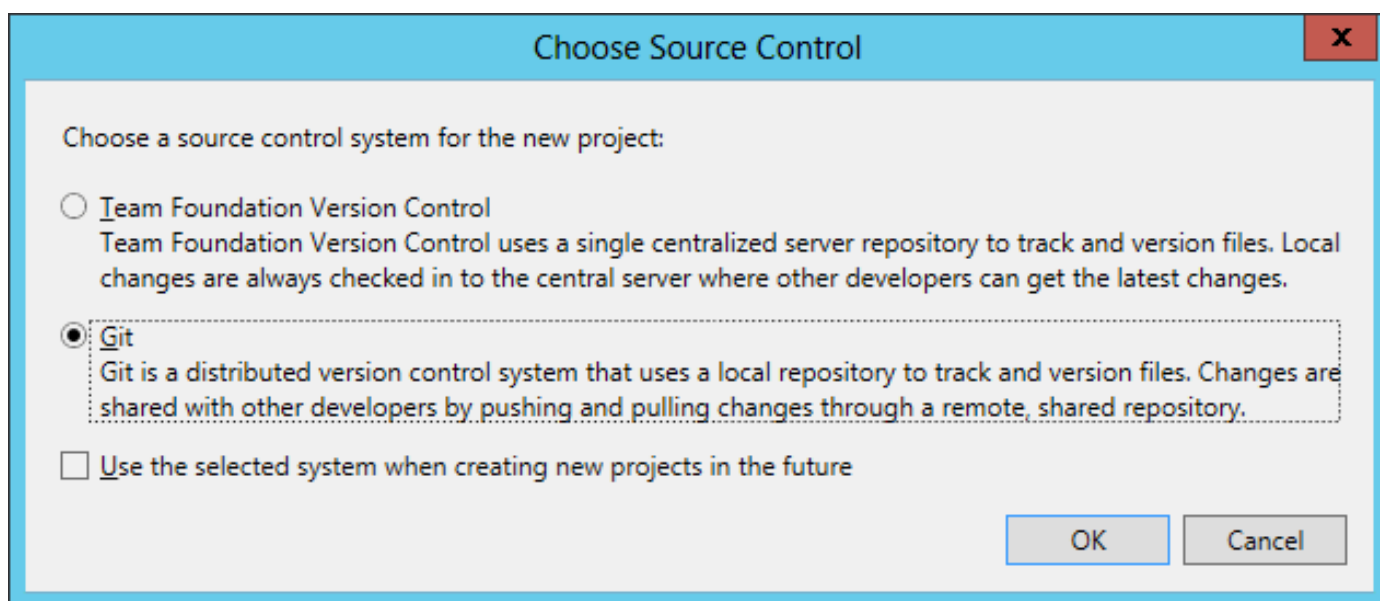 Choose Source Control
x
Choose a source control system for the new project:
Team Foundation Version Control
Team Foundation Version Control uses a single centralized server repository to track and version files. Local
changes are always checked in to the central server where other developers can get the latest changes.
Git
Git is a distributed version control system that uses a local repository to track and version files. Changes are
shared with other developers by pushing and pulling changes through a remote, shared repository.
Use the selected system when creating new projects in the future
OK Cancel